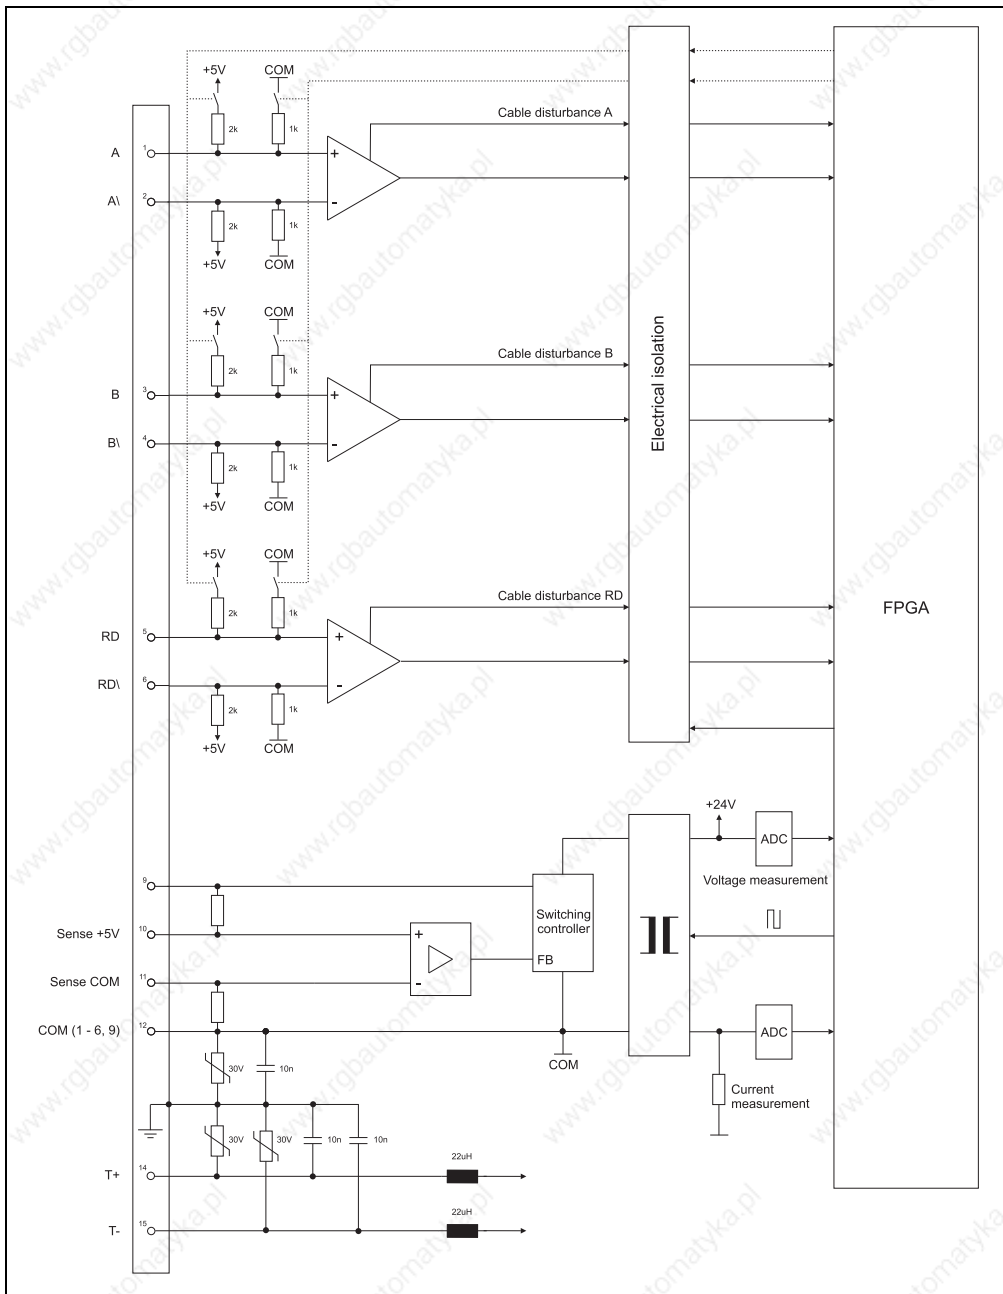 +5V COM
2k 1k
Cable disturbance A
A 1 +
A\ 2 -
2k 1k
+5V COM
+5V COM
2k 1k
Cable disturbance B
B 3 +
B\ 4 -
2k 1k
+5V COM
+5V COM
2k 1k
Cable disturbance RD
RD 5 +
RD\ 6 -
2k 1k
+5V COM
Electrical isolation
FPGA
+24V
ADC
Voltage measurement
9
Switching
controller
FB
Sense +5V 10 +
Sense COM 11 -
COM (1 - 6, 9) 12
COM
ADC
Current
measurement
30V 10n
30V 30V 10n 10n
T+ 14 22uH
T- 15 22uH
www.rgbautomatyka.pl